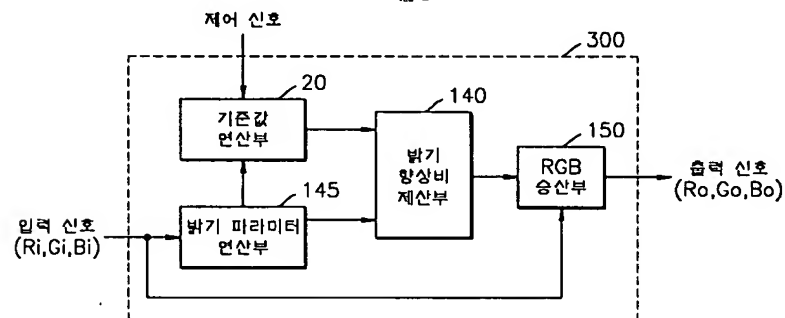 제어 신호
300
20
기준값
연산부
140
밝기
향상비
제산부
150
RGB
승산부
출력 신호
(Ro,Go,Bo)
145
밝기 파라미터
연산부
입력 신호
(Ri,Gi,Bi)